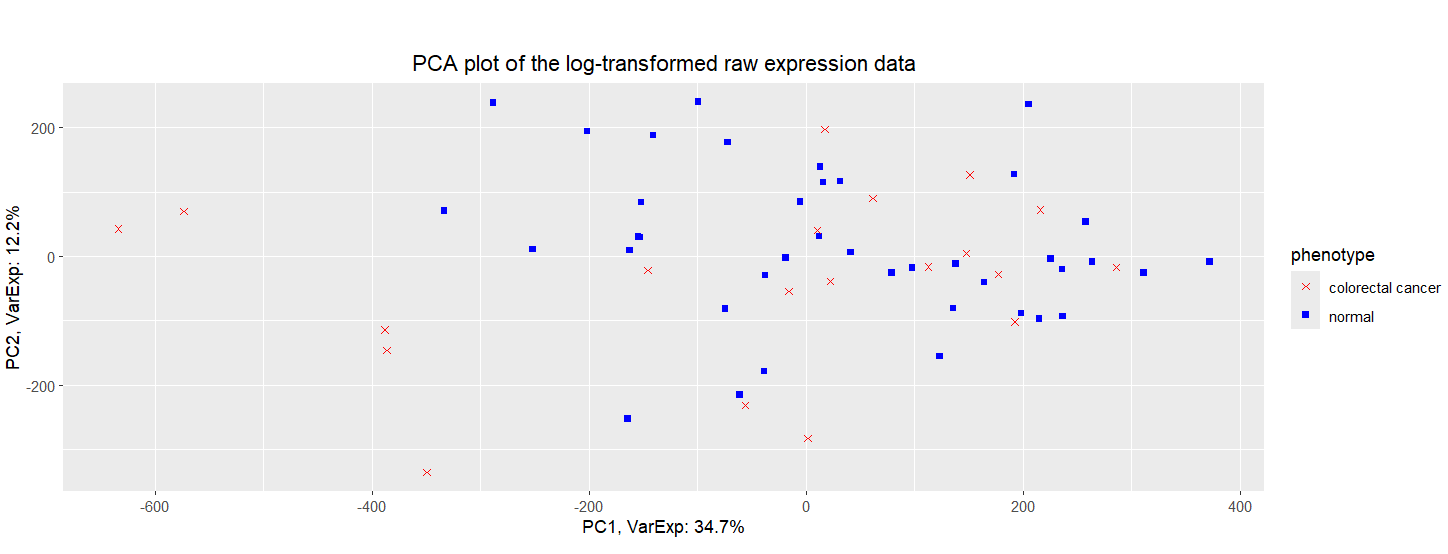 PCA plot of the log-transformed raw expression data
PC2, VarExp: 12.2%
200
0
-200
-600
-400
-200
0
200
400
PC1, VarExp: 34.7%
phenotype
colorectal cancer
normal